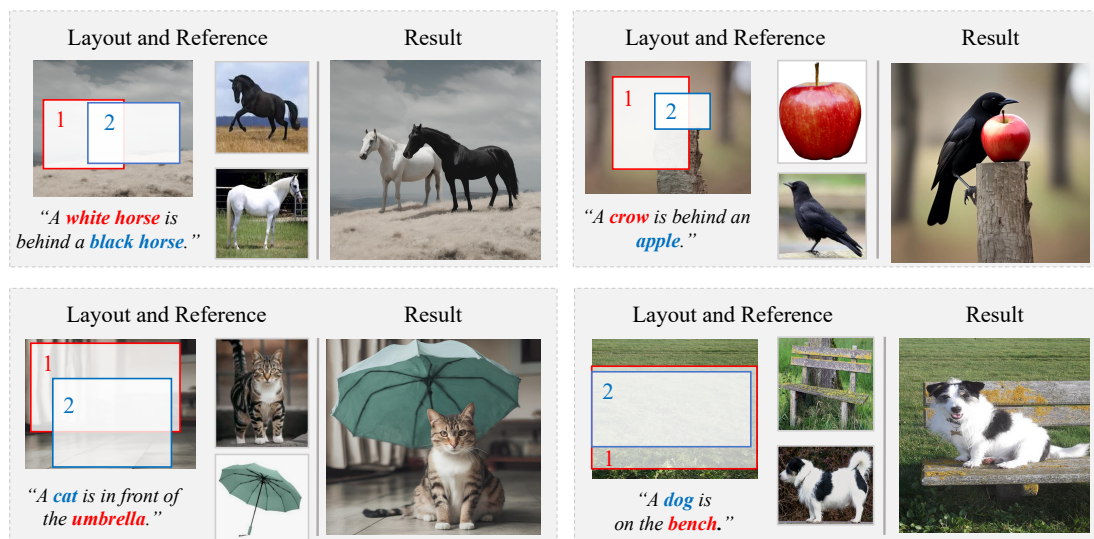 Layout and Reference
Result
1
2
“A white horse is
behind a black horse.”
Layout and Reference
Result
1
2
“A crow is behind an
apple.”
Layout and Reference
Result
1
2
“A cat is in front of
the umbrella.”
Layout and Reference
Result
2
1
“A dog is
on the bench.”